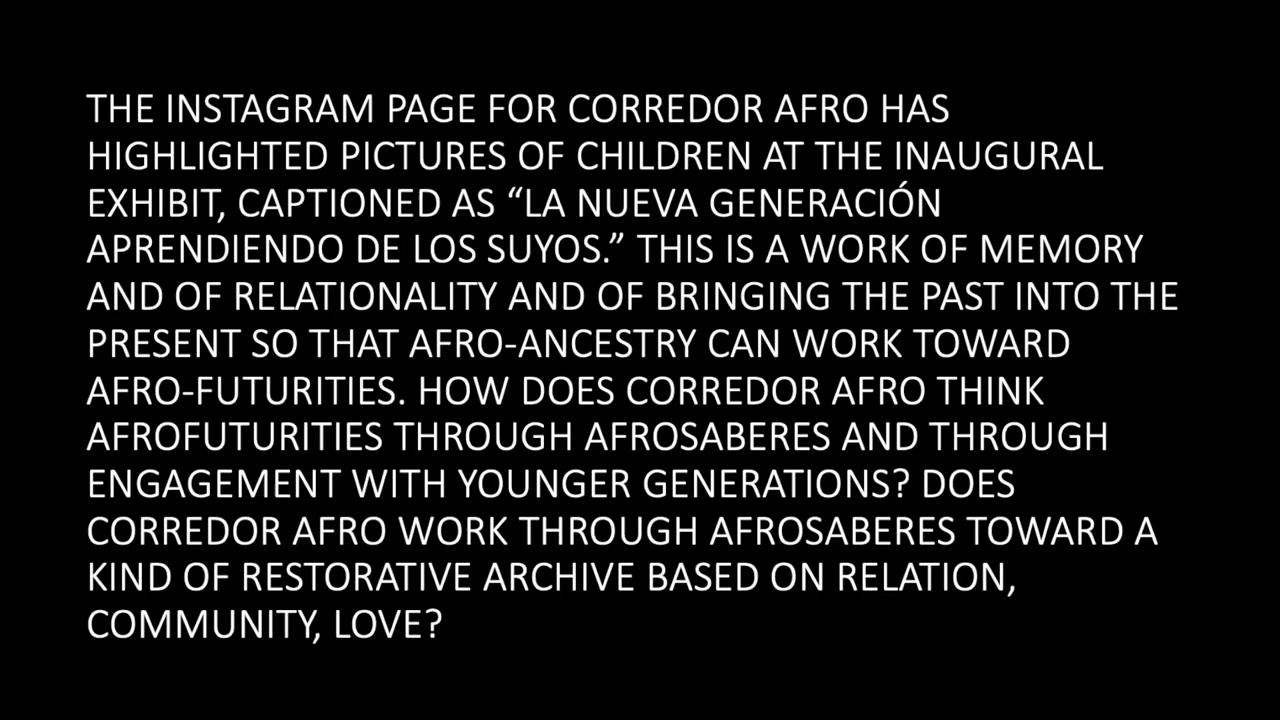 THE INSTAGRAM PAGE FOR CORREDOR AFRO HAS
HIGHLIGHTED PICTURES OF CHILDREN AT THE INAUGURAL
EXHIBIT, CAPTIONED AS “LA NUEVA GENERACIÓN
APRENDIENDO DE LOS SUYOS.” THIS IS A WORK OF MEMORY
AND OF RELATIONALITY AND OF BRINGING THE PAST INTO THE
PRESENT SO THAT AFRO-ANCESTRY CAN WORK TOWARD
AFRO-FUTURITIES. HOW DOES CORREDOR AFRO THINK
AFROFUTURITIES THROUGH AFROSABERES AND THROUGH
ENGAGEMENT WITH YOUNGER GENERATIONS? DOES
CORREDOR AFRO WORK THROUGH AFROSABERES TOWARD A
KIND OF RESTORATIVE ARCHIVE BASED ON RELATION,
COMMUNITY, LOVE?